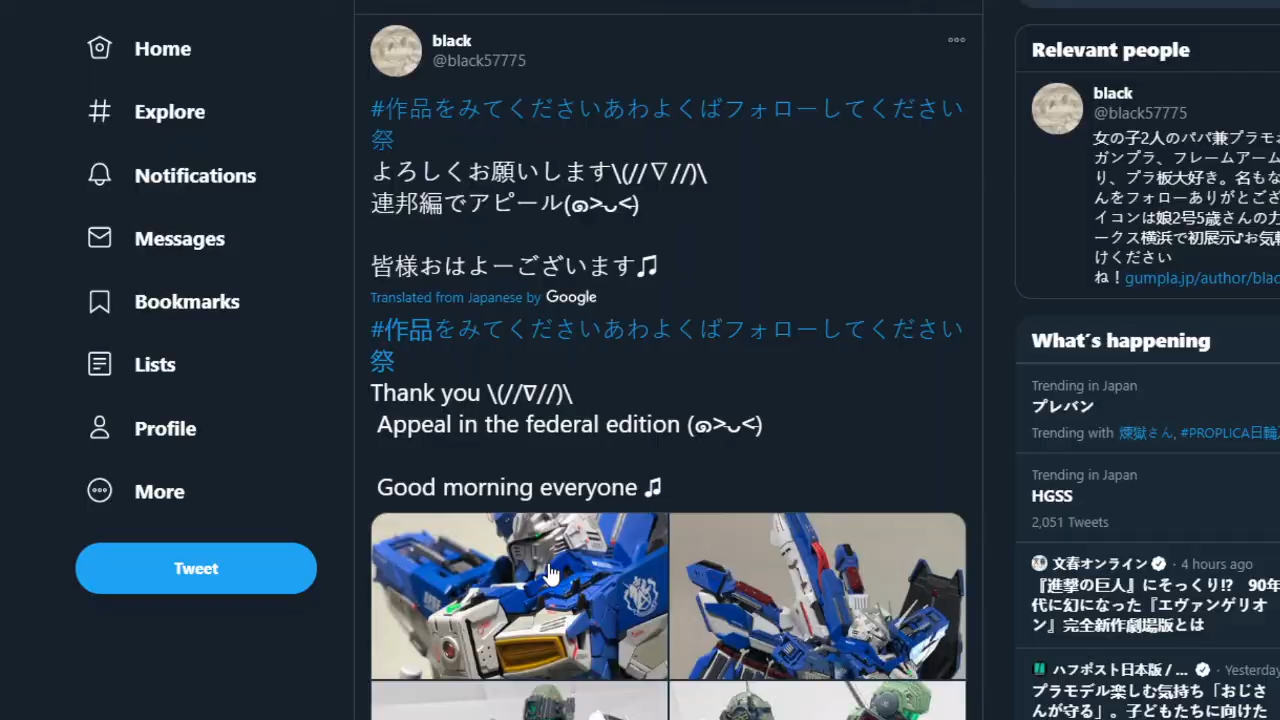 Home
Explore
Notifications
Messages
Bookmarks
Lists
Profile
More
Tweet
black
@black57775
#作品をみてくださいあわよくばフォローしてください
祭
よろしくお願いします\(//▽//)\
連邦編でアピール(๑>ᴗ<)
皆様おはよーございます♫
Translated from Japanese by Google
#作品をみてくださいあわよくばフォローしてください
祭
Thank you \(//∇//)\
Appeal in the federal edition (๑>ᴗ<)
Good morning everyone ♫
Relevant people
black
@black57775
女の子2人のパパ兼プラモ
ガンプラ、フレームアーム
り、プラ板大好き。名もな
んをフォローありがとござ
イコンは娘2号5歳さんの力
ークス横浜で初展示♪お気軽
けください
ね！gumpla.jp/author/blac
What's happening
Trending in Japan
プレバン
Trending with 煉獄さん, #PROPLICA日輪
Trending in Japan
HGSS
2,051 Tweets
文春オンライン · 4 hours ago
『進撃の巨人』にそっくり!? 90年
代に幻になった『エヴァンゲリオ
ン』完全新作劇場版とは
ハフポスト日本版 / ... · Yesterday
プラモデル楽しむ気持ち「おじさ
んが守る」。子どもたちに向けた